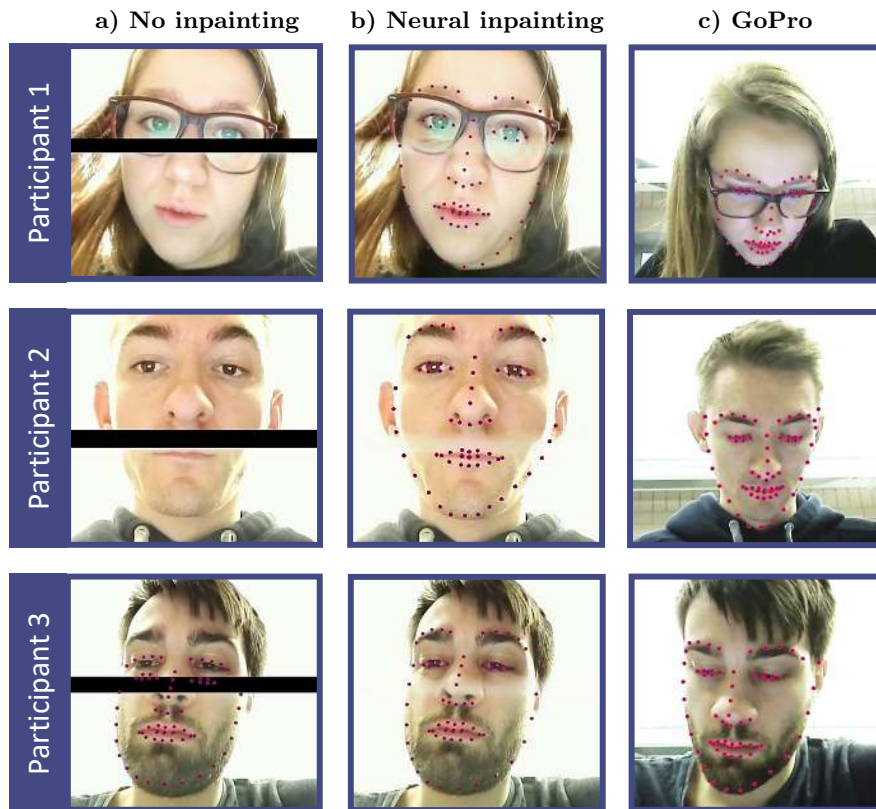 a) No inpainting
b) Neural inpainting
c) GoPro
Participant 1
Participant 2
Participant 3